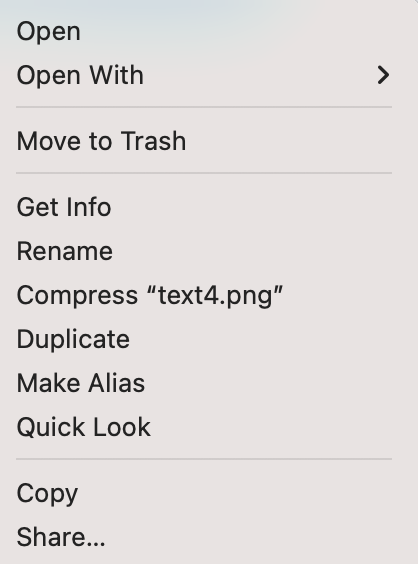 Open
Open With
Move to Trash
Get Info
Rename
Compress “text4.png”
Duplicate
Make Alias
Quick Look
Copy
Share...